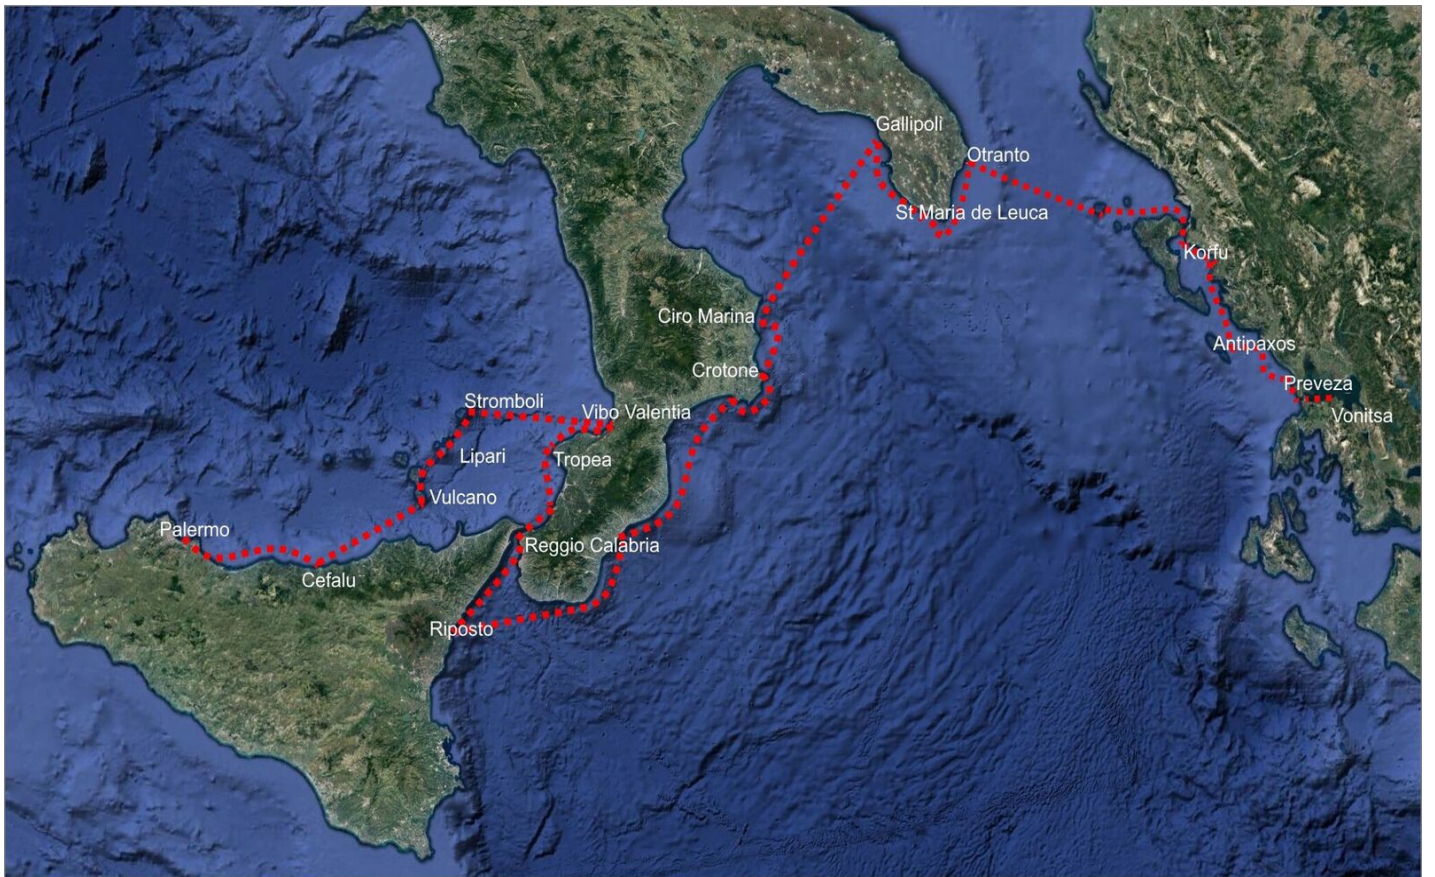 Gallipoli
Otranto
St Maria de Leuca
Korfu
Ciro Marina
Antipaxos
Crotone
Preveza
Stromboli
Vibo Valentia
Vonitsa
Lipari
Tropea
Vulcano
Palermo
Reggio Calabria
Cefalu
Riposto